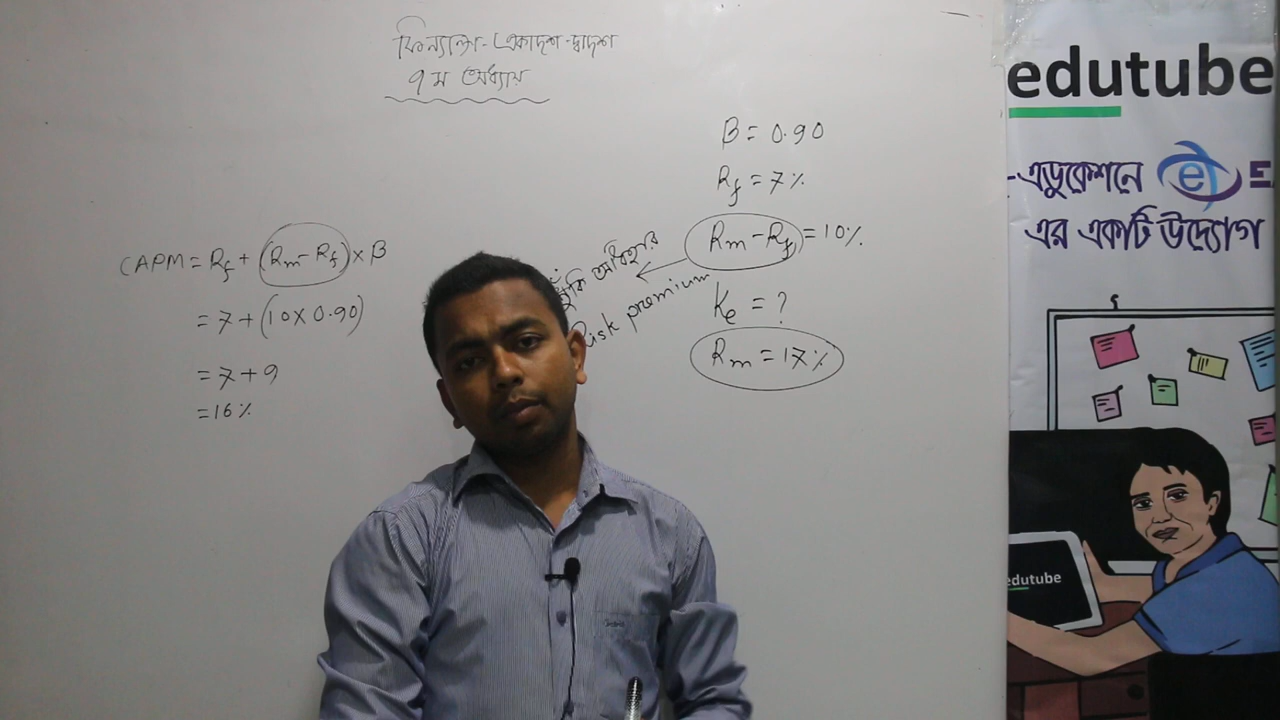 ফিন্যান্স-একাদশ-দ্বাদশ
৭ম অধ্যায়
CAPM = Rf + (Rm - Rf) × β
= 7 + (10 × 0.90)
= 7 + 9
= 16%
ঝুঁকি অধিহার
Risk premium
β = 0.90
Rf = 7%
Rm - Rf = 10%
Ke = ?
Rm = 17%
edutube
-এডুকেশনে e E
এর একটি উদ্যোগ
edutube